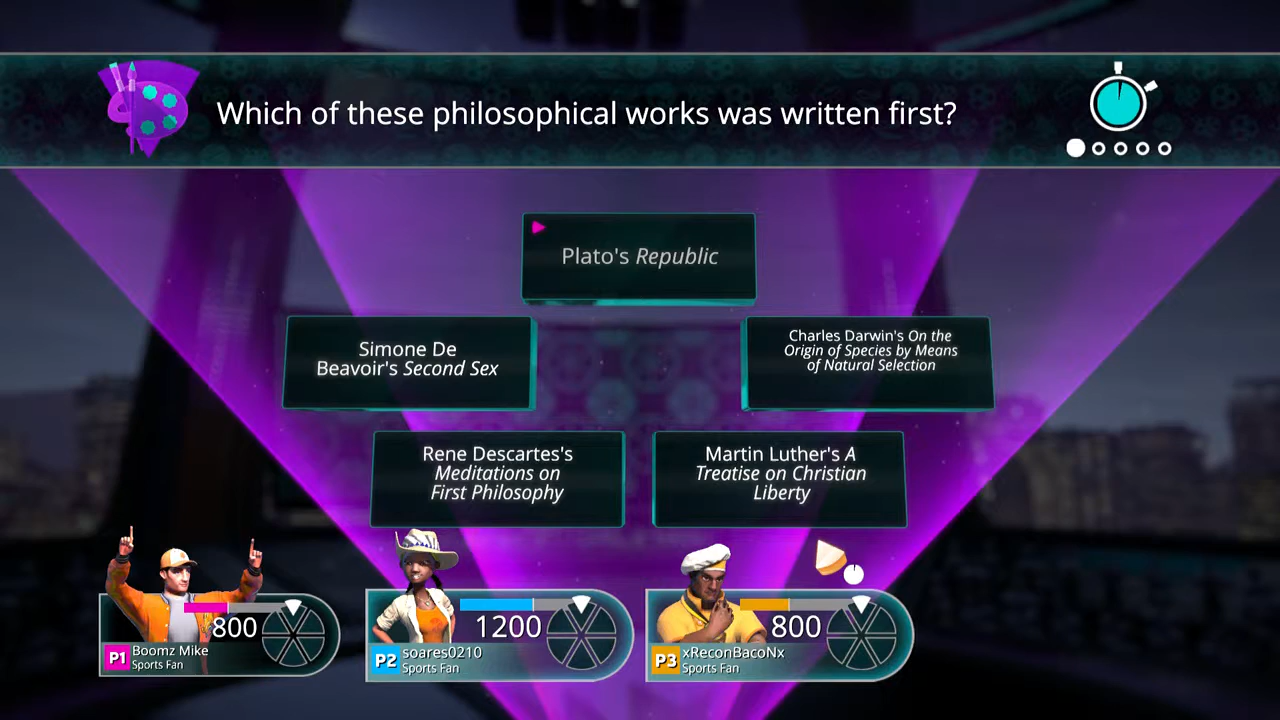 Which of these philosophical works was written first?
Plato's Republic
Simone De
Beavoir's Second Sex
Charles Darwin's On the
Origin of Species by Means
of Natural Selection
Rene Descartes's
Meditations on
First Philosophy
Martin Luther's A
Treatise on Christian
Liberty
800
P1 Boomz Mike
Sports Fan
1200
P2 soares0210
Sports Fan
800
P3 xReconBacoNx
Sports Fan